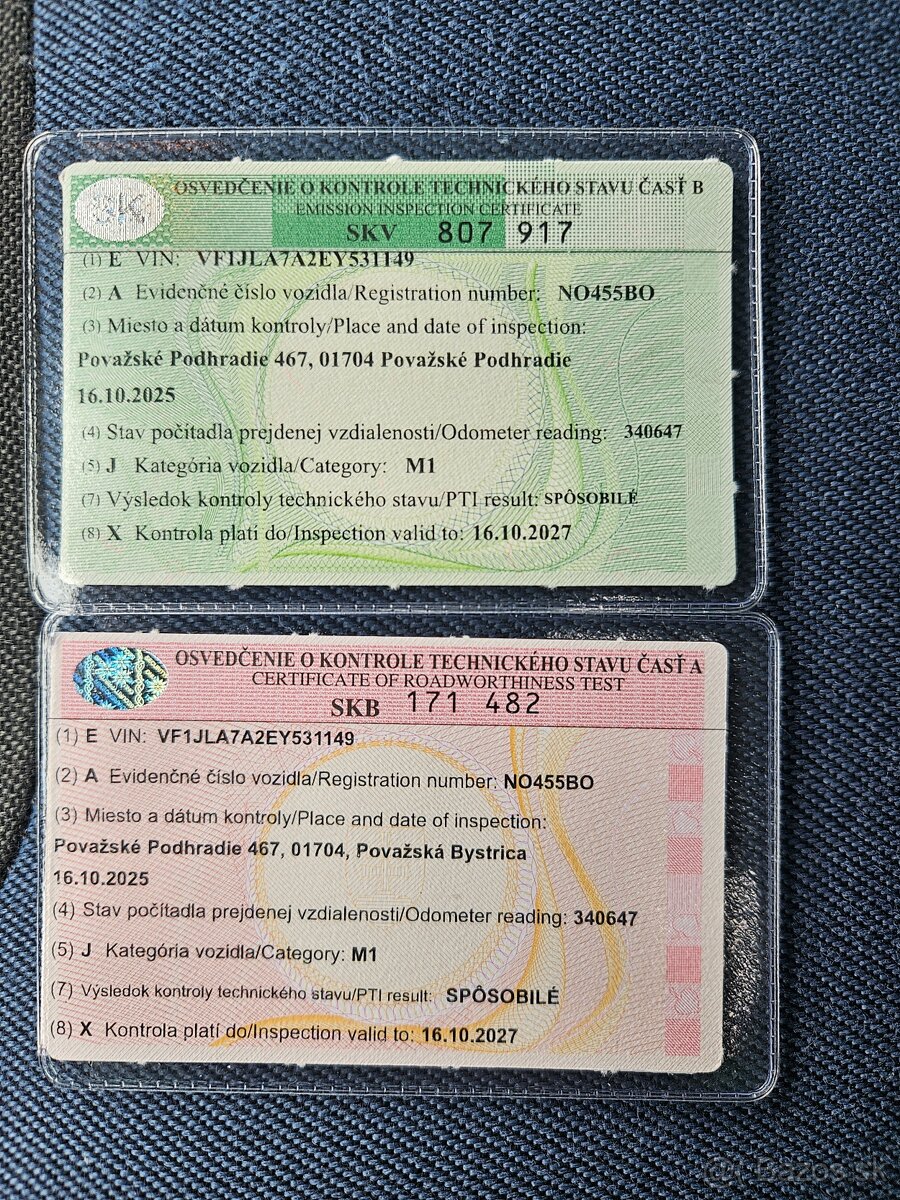 SK
OSVEDČENIE O KONTROLE TECHNICKÉHO STAVU ČASŤ B
EMISSION INSPECTION CERTIFICATE
SKV 807 917
(1) E VIN: VF1JLA7A2EY531149
(2) A Evidenčné číslo vozidla/Registration number: NO455BO
(3) Miesto a dátum kontroly/Place and date of inspection:
Považské Podhradie 467, 01704 Považské Podhradie
16.10.2025
(4) Stav počítadla prejdenej vzdialenosti/Odometer reading: 340647
(5) J Kategória vozidla/Category: M1
(7) Výsledok kontroly technického stavu/PTI result: SPÔSOBILÉ
(8) X Kontrola platí do/Inspection valid to: 16.10.2027
OSVEDČENIE O KONTROLE TECHNICKÉHO STAVU ČASŤ A
CERTIFICATE OF ROADWORTHINESS TEST
SKB 171 482
(1) E VIN: VF1JLA7A2EY531149
(2) A Evidenčné číslo vozidla/Registration number: NO455BO
(3) Miesto a dátum kontroly/Place and date of inspection:
Považské Podhradie 467, 01704, Považská Bystrica
16.10.2025
(4) Stav počítadla prejdenej vzdialenosti/Odometer reading: 340647
(5) J Kategória vozidla/Category: M1
(7) Výsledok kontroly technického stavu/PTI result: SPÔSOBILÉ
(8) X Kontrola platí do/Inspection valid to: 16.10.2027
Bazos.sk